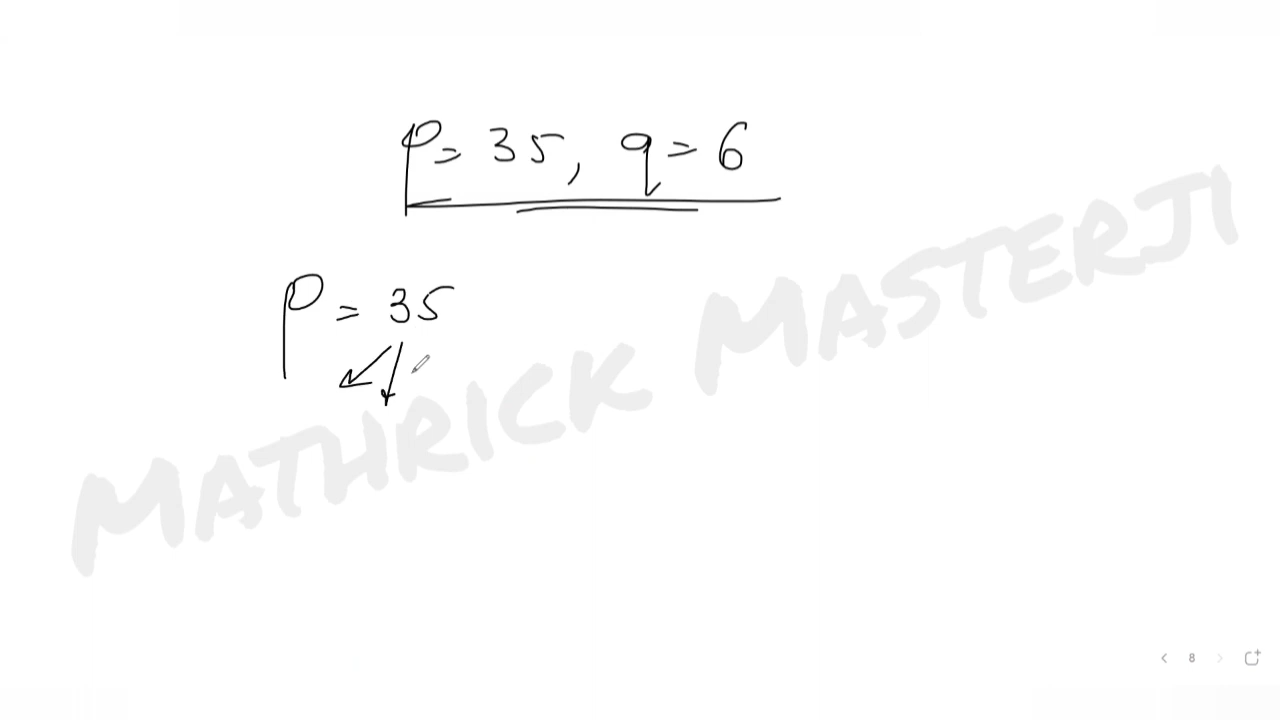 p = 35, q = 6
p = 35
MATHRICK MASTERJI
8